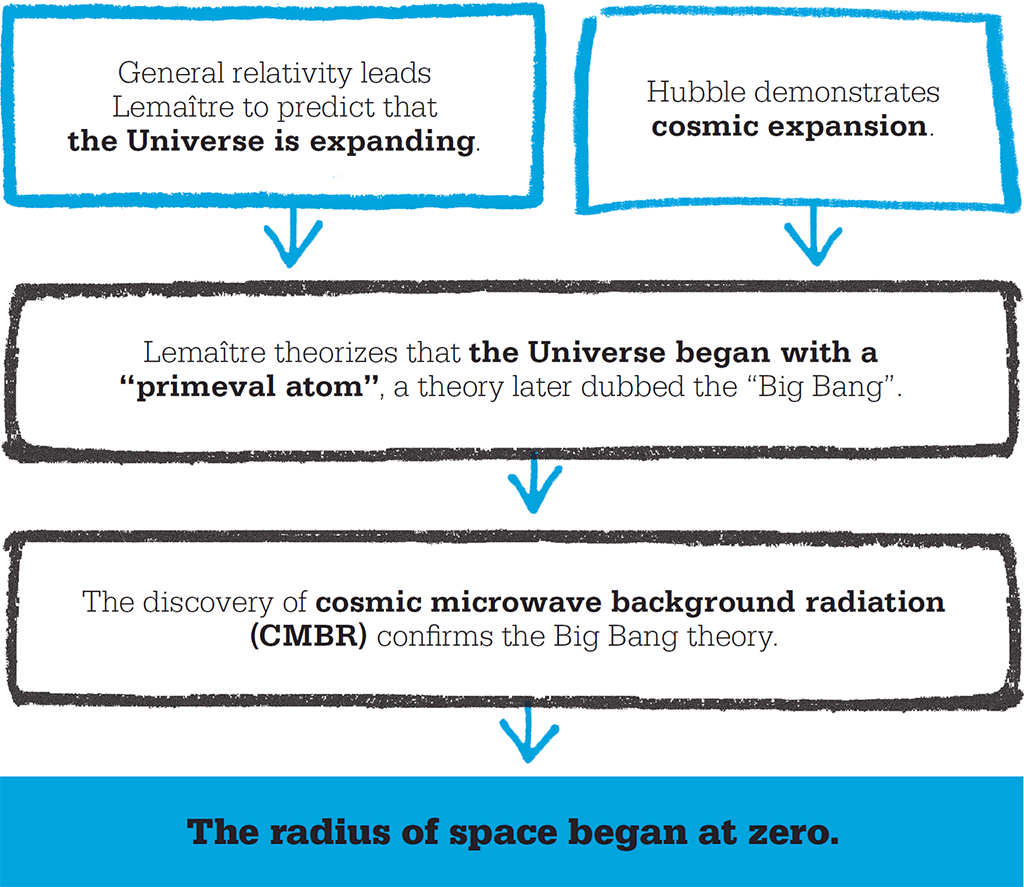 General relativity leads
Lemaître to predict that
the Universe is expanding.
Hubble demonstrates
cosmic expansion.
Lemaître theorizes that the Universe began with a
“primeval atom”, a theory later dubbed the “Big Bang”.
The discovery of cosmic microwave background radiation
(CMBR) confirms the Big Bang theory.
The radius of space began at zero.